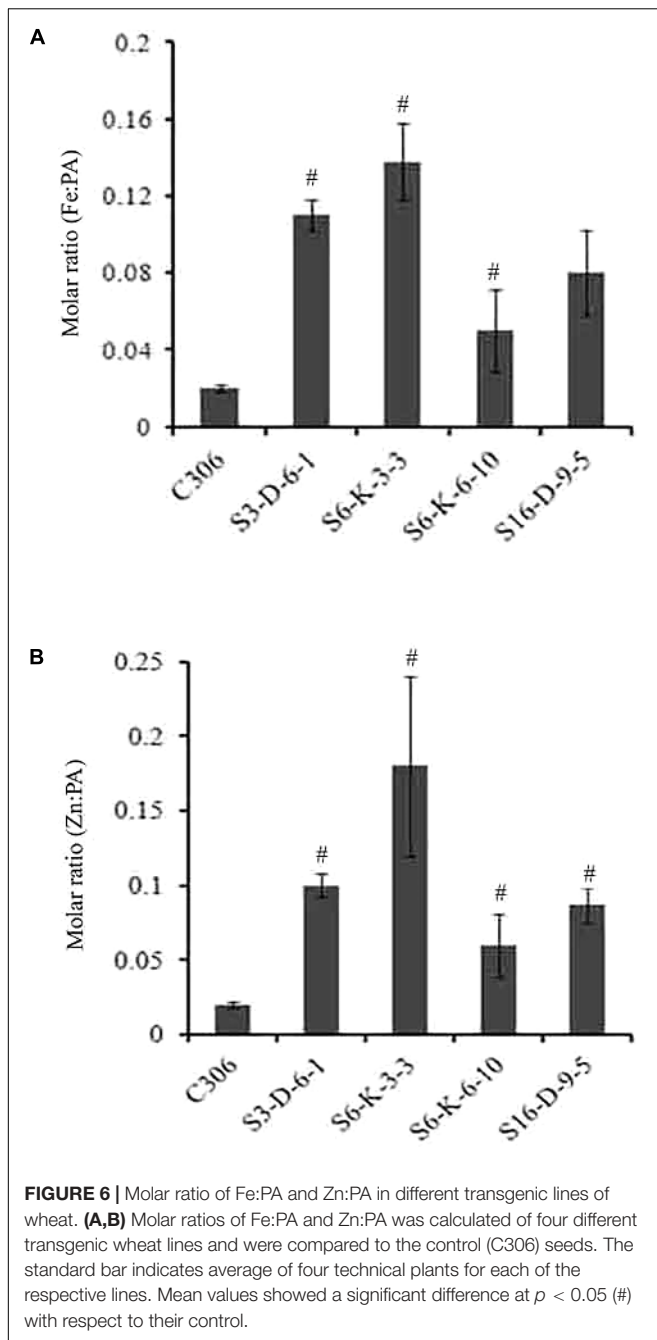 A
0.2
0.16
0.12
0.08
0.04
0
Molar ratio (Fe:PA)
#
#
#
C306
S3-D-6-1
S6-K-3-3
S6-K-6-10
S16-D-9-5
B
0.25
0.2
0.15
0.1
0.05
0
Molar ratio (Zn:PA)
#
#
#
#
C306
S3-D-6-1
S6-K-3-3
S6-K-6-10
S16-D-9-5
FIGURE 6 | Molar ratio of Fe:PA and Zn:PA in different transgenic lines of
wheat. (A,B) Molar ratios of Fe:PA and Zn:PA was calculated of four different
transgenic wheat lines and were compared to the control (C306) seeds. The
standard bar indicates average of four technical plants for each of the
respective lines. Mean values showed a significant difference at p < 0.05 (#)
with respect to their control.